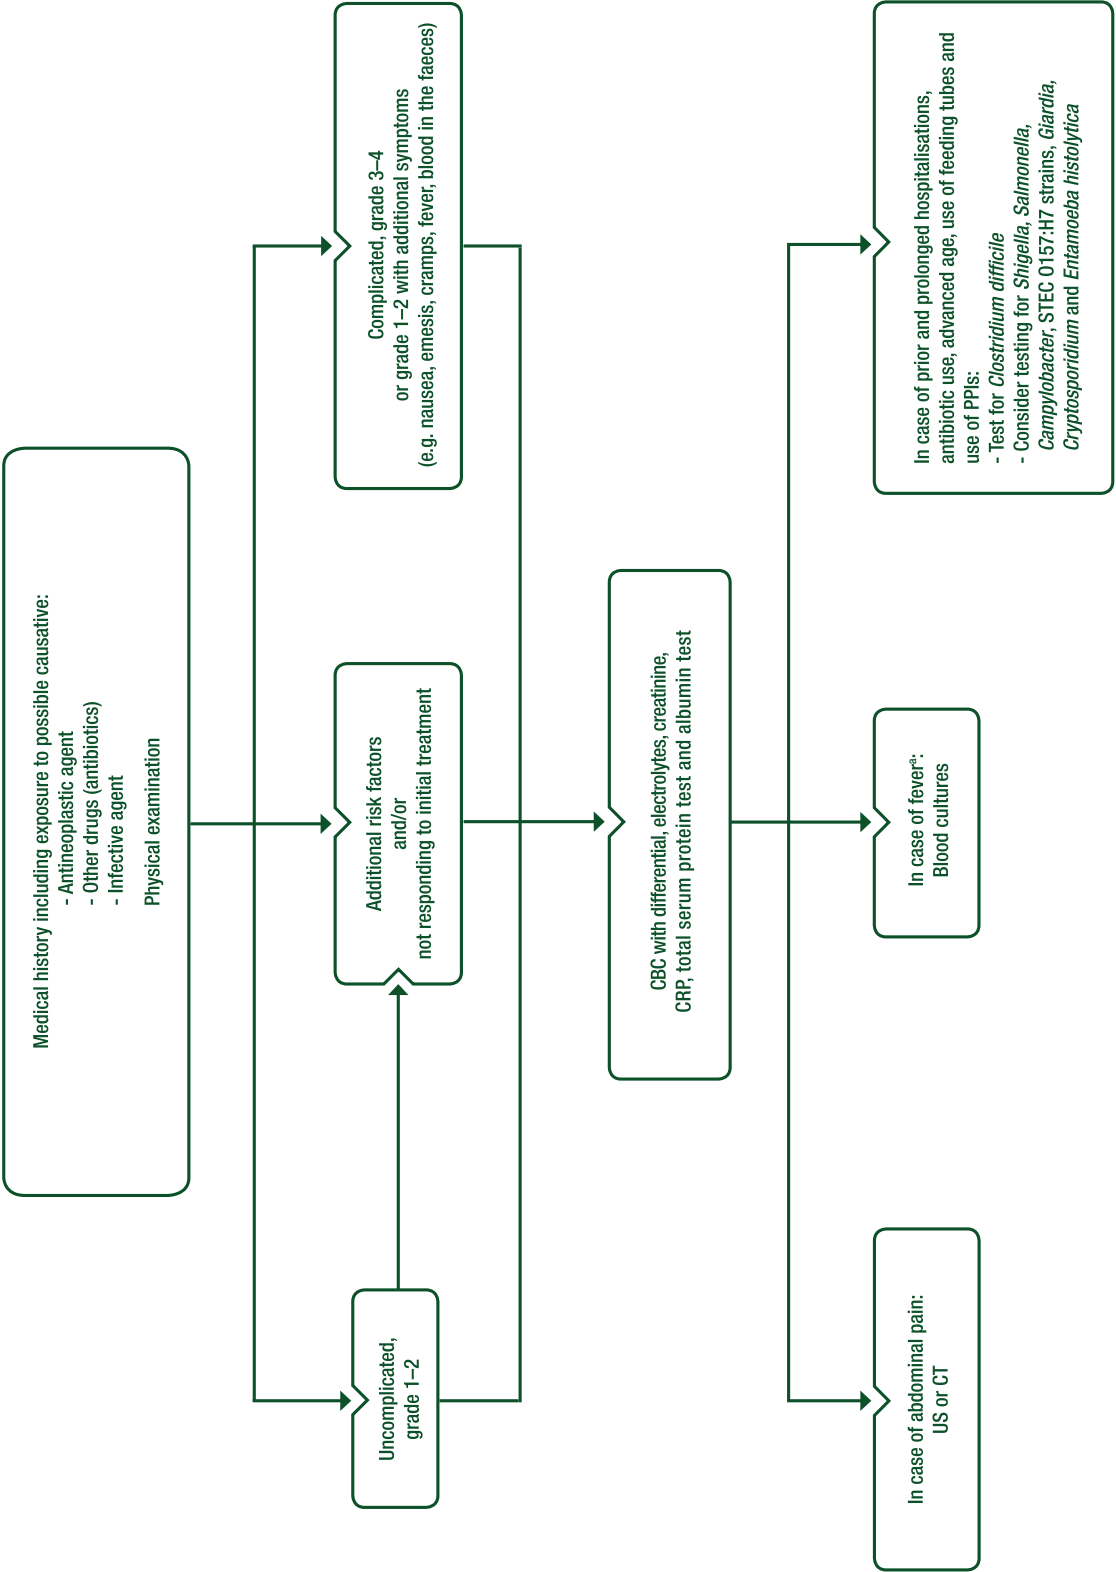 Medical history including exposure to possible causative:
- Antineoplastic agent
- Other drugs (antibiotics)
- Infective agent
Physical examination
Uncomplicated,
grade 1–2
Additional risk factors
and/or
not responding to initial treatment
Complicated, grade 3–4
or grade 1–2 with additional symptoms
(e.g. nausea, emesis, cramps, fever, blood in the faeces)
CBC with differential, electrolytes, creatinine,
CRP, total serum protein test and albumin test
In case of abdominal pain:
US or CT
In case of feverᵃ:
Blood cultures
In case of prior and prolonged hospitalisations,
antibiotic use, advanced age, use of feeding tubes and
use of PPIs:
- Test for Clostridium difficile
- Consider testing for Shigella, Salmonella,
Campylobacter, STEC O157:H7 strains, Giardia,
Cryptosporidium and Entamoeba histolytica